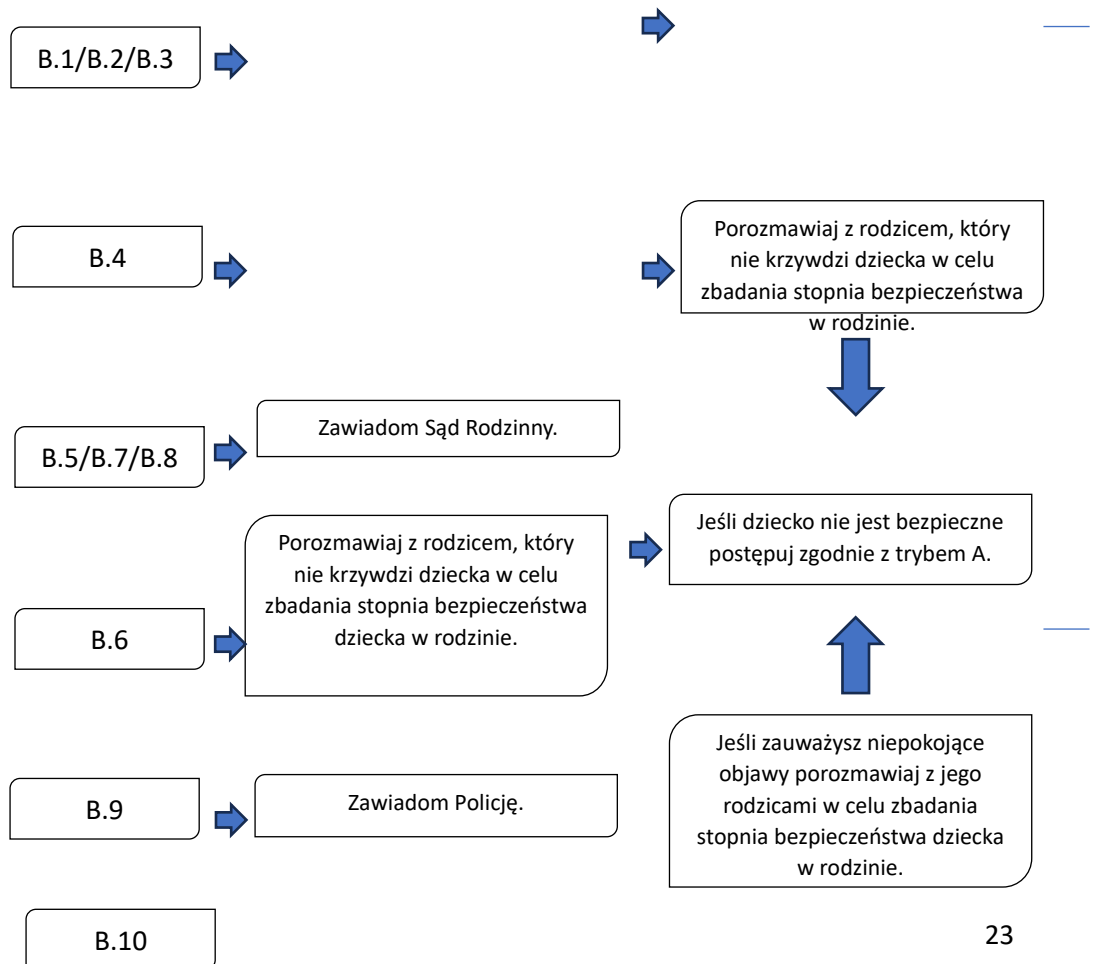 B.1/B.2/B.3
B.4
Porozmawiaj z rodzicem, który
nie krzywdzi dziecka w celu
zbadania stopnia bezpieczeństwa
w rodzinie.
B.5/B.7/B.8
Zawiadom Sąd Rodzinny.
Jeśli dziecko nie jest bezpieczne
postępuj zgodnie z trybem A.
B.6
Porozmawiaj z rodzicem, który
nie krzywdzi dziecka w celu
zbadania stopnia bezpieczeństwa
dziecka w rodzinie.
B.9
Zawiadom Policję.
Jeśli zauważysz niepokojące
objawy porozmawiaj z jego
rodzicami w celu zbadania
stopnia bezpieczeństwa dziecka
w rodzinie.
B.10
23